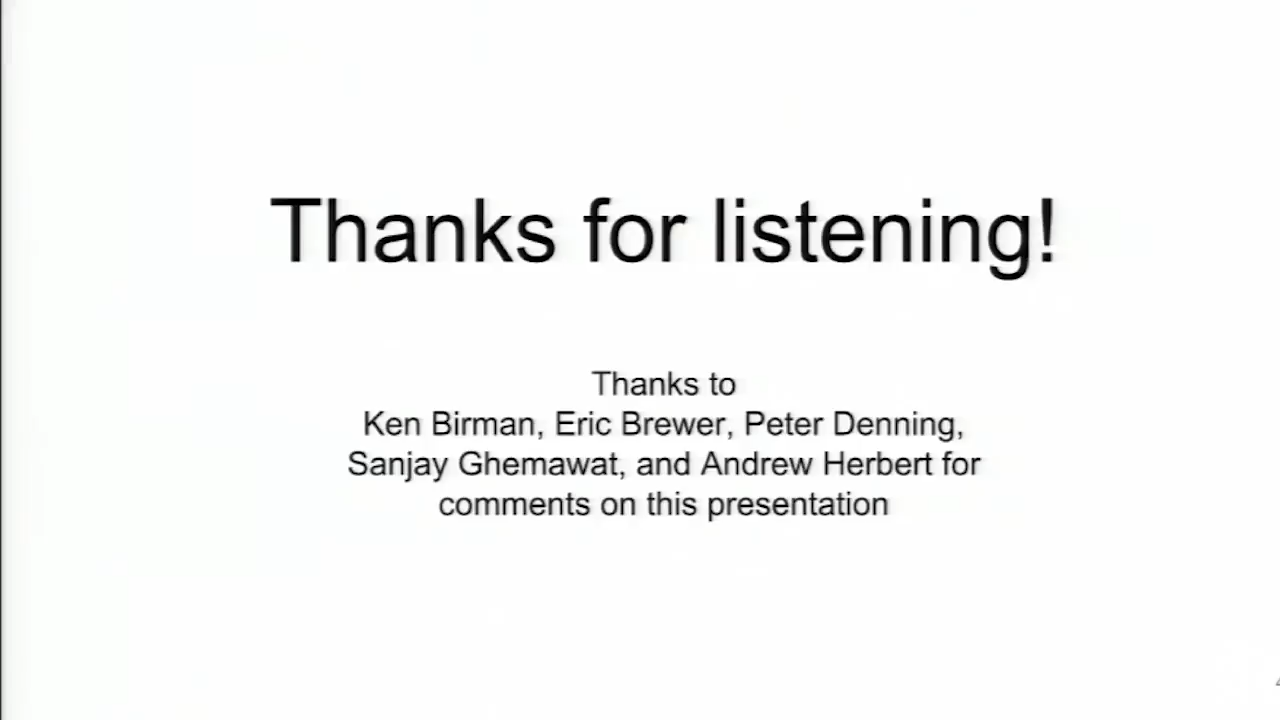 Thanks for listening!
Thanks to
Ken Birman, Eric Brewer, Peter Denning,
Sanjay Ghemawat, and Andrew Herbert for
comments on this presentation